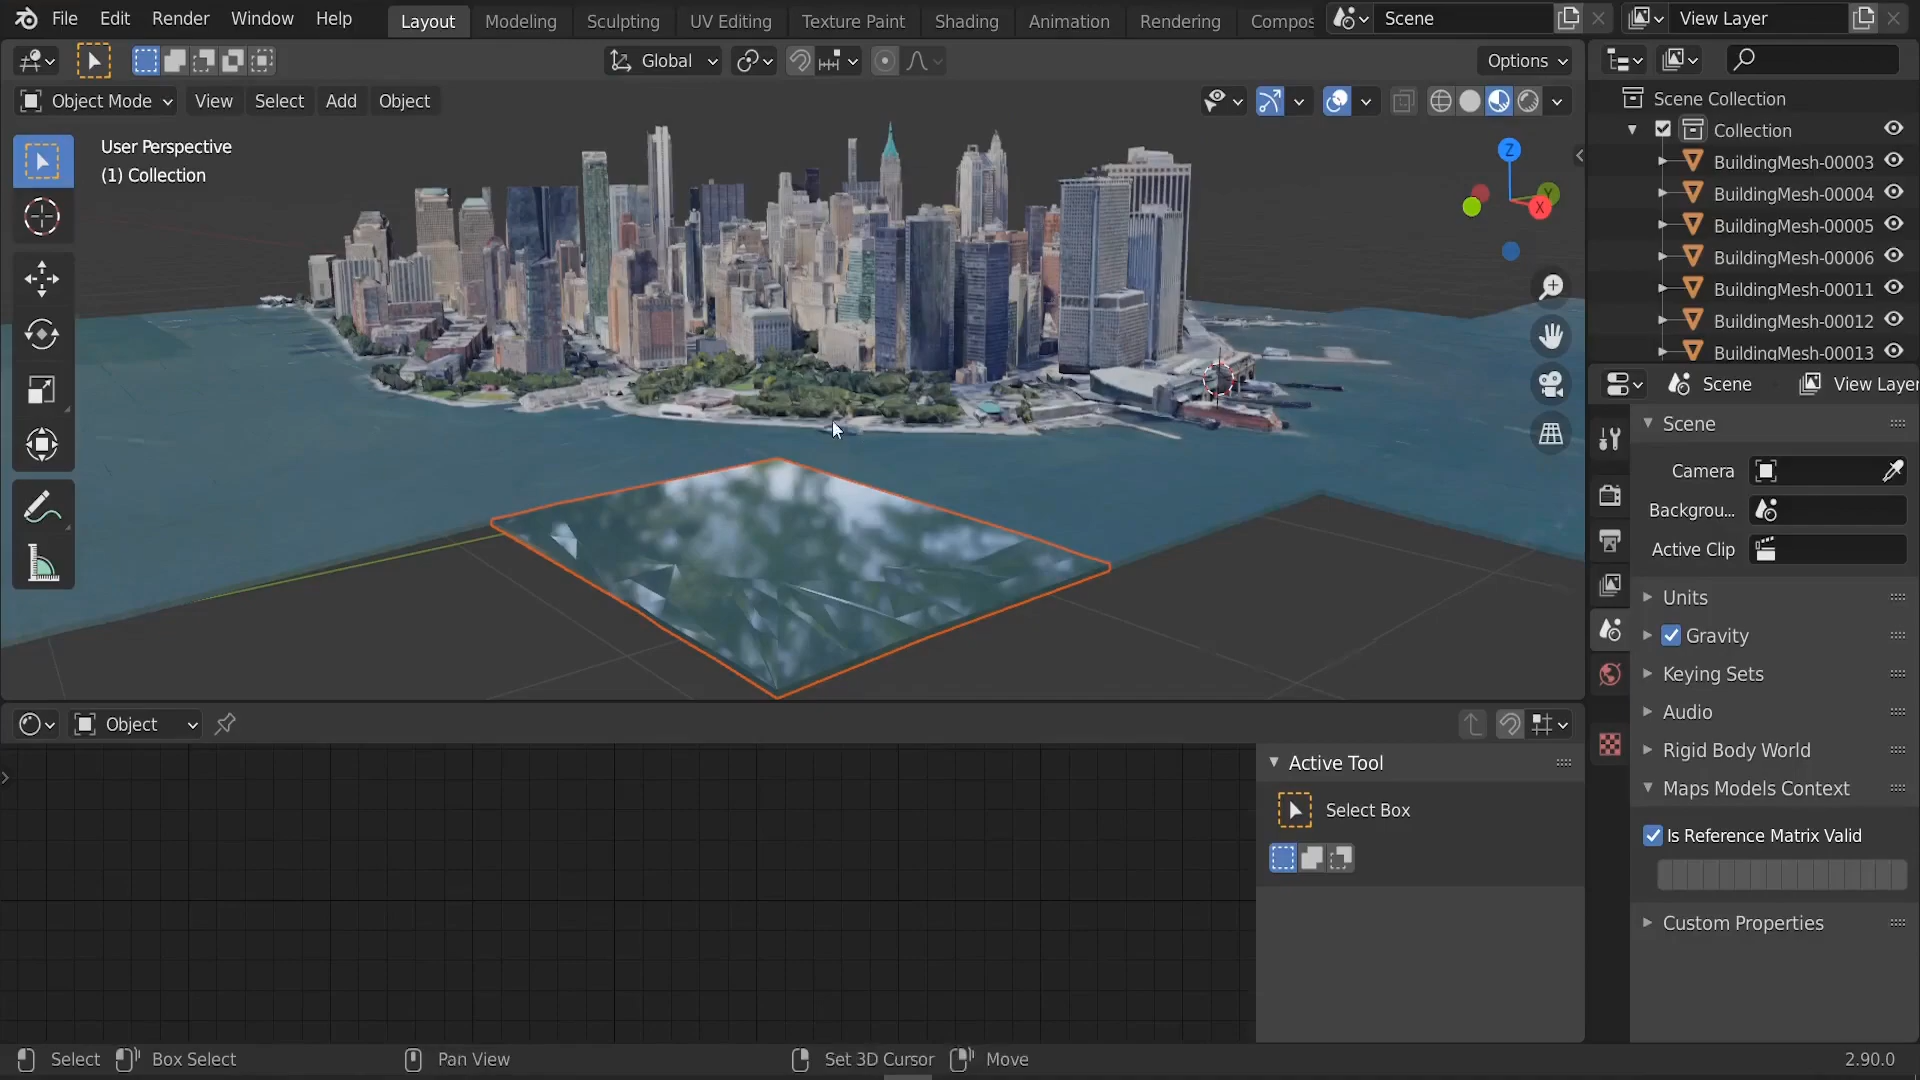 File Edit Render Window Help
Layout Modeling Sculpting UV Editing Texture Paint Shading Animation Rendering Compos
Scene
View Layer
Global
Options
Object Mode View Select Add Object
User Perspective
(1) Collection
Z
Y
X
Scene Collection
Collection
BuildingMesh-00003
BuildingMesh-00004
BuildingMesh-00005
BuildingMesh-00006
BuildingMesh-00011
BuildingMesh-00012
BuildingMesh-00013
Scene View Layer
Scene
Camera
Backgrou...
Active Clip
Units
Gravity
Keying Sets
Audio
Rigid Body World
Maps Models Context
Is Reference Matrix Valid
Custom Properties
Object
Active Tool
Select Box
Select Box Select Pan View Set 3D Cursor Move 2.90.0